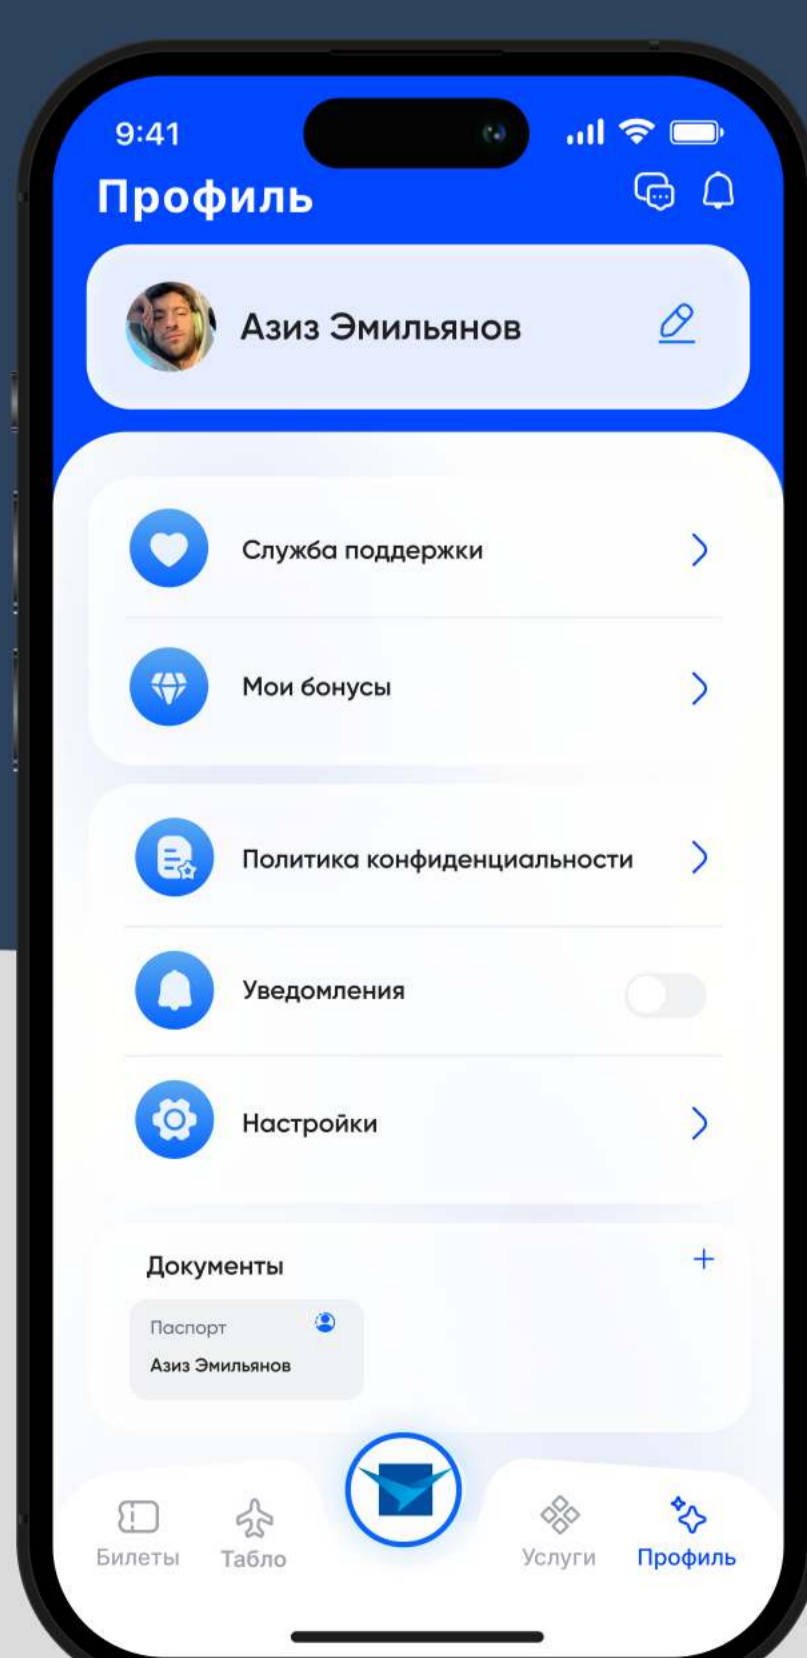 9:41
Профиль
Азиз Эмильянов
Служба поддержки
Мои бонусы
Политика конфиденциальности
Уведомления
Настройки
Документы
Паспорт
Азиз Эмильянов
Билеты
Табло
Услуги
Профиль